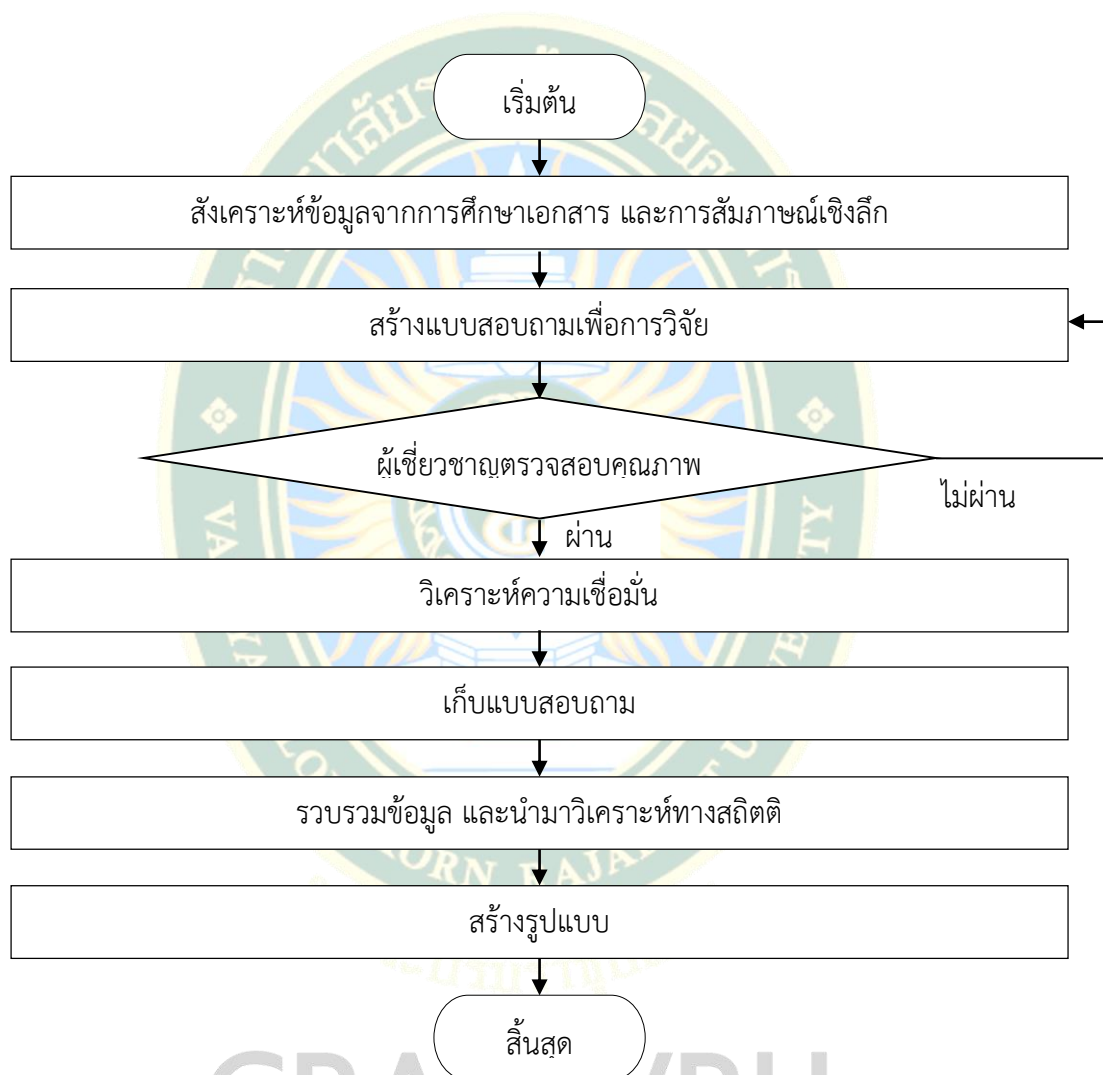 เริ่มต้น
สังเคราะห์ข้อมูลจากการศึกษาเอกสาร และการสัมภาษณ์เชิงลึก
สร้างแบบสอบถามเพื่อการวิจัย
ผู้เชี่ยวชาญตรวจสอบคุณภาพ
ไม่ผ่าน
ผ่าน
วิเคราะห์ความเชื่อมั่น
เก็บแบบสอบถาม
รวบรวมข้อมูล และนำมาวิเคราะห์ทางสถิตติ
สร้างรูปแบบ
สิ้นสุด